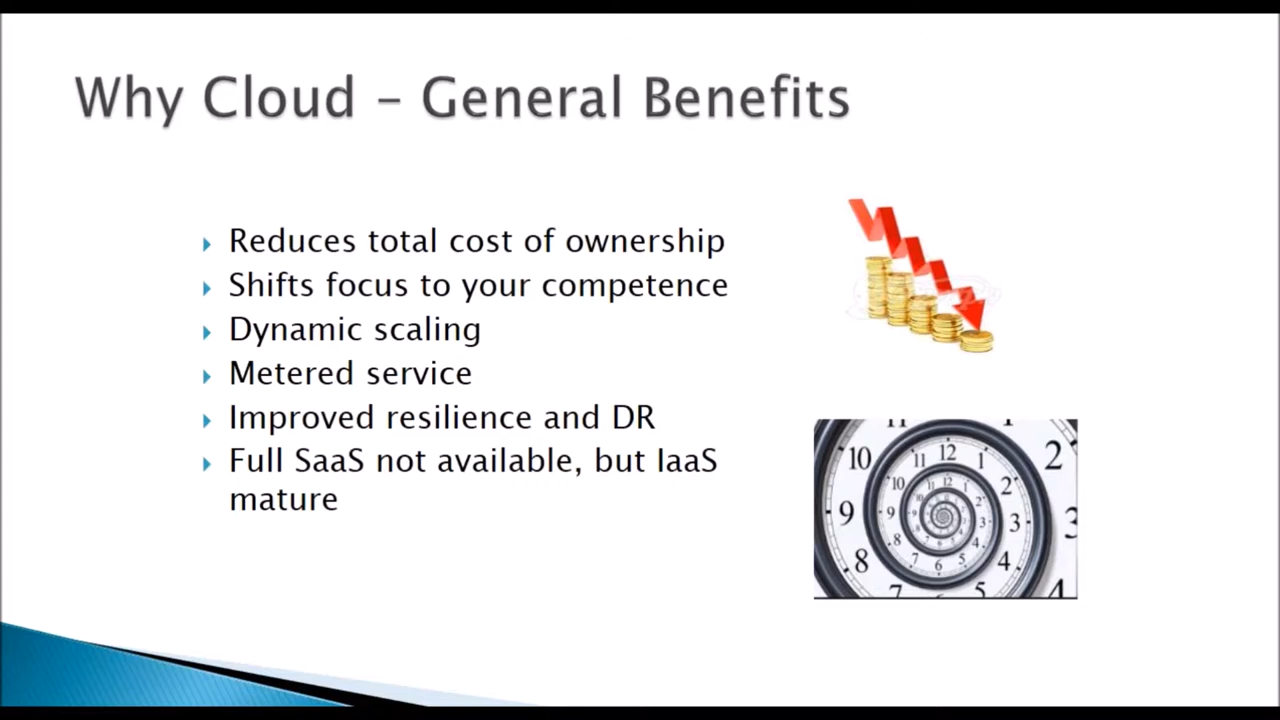 Why Cloud – General Benefits
Reduces total cost of ownership
Shifts focus to your competence
Dynamic scaling
Metered service
Improved resilience and DR
Full SaaS not available, but IaaS
mature